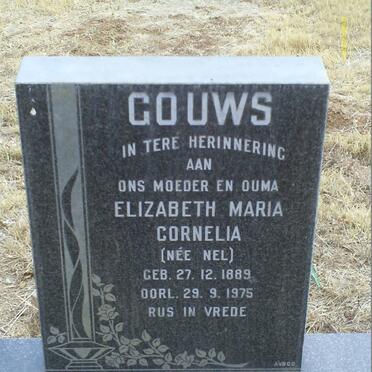 GOUWS
IN TERE HERINNERING
AAN
ONS MOEDER EN OUMA
ELIZABETH MARIA
CORNELIA
(NÉE NEL)
GEB. 27. 12. 1889
OORL. 29. 9. 1975
RUS IN VREDE
AVBOB